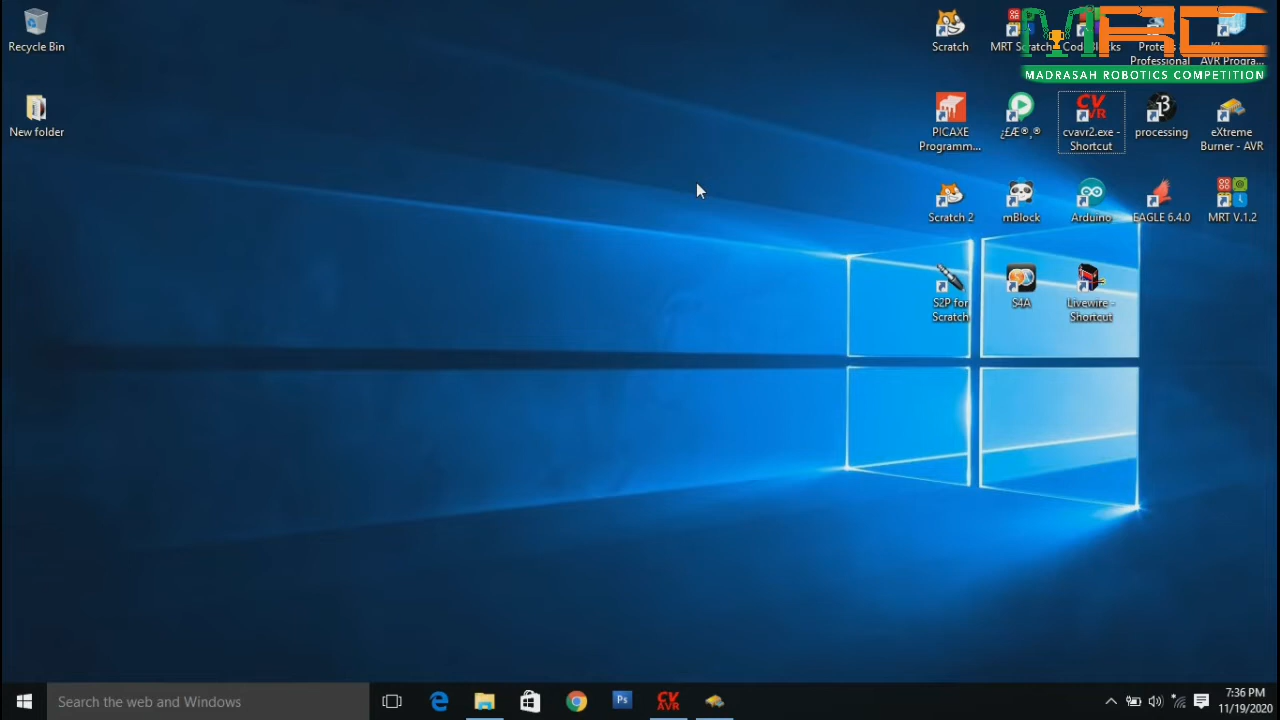 Recycle Bin
New folder
Scratch
MRT Scratch
Professional
AVR Progra...
MRC
MADRASAH ROBOTICS COMPETITION
PICAXE
Programm...
¿£Æ®¸®
cvavr2.exe -
Shortcut
processing
eXtreme
Burner - AVR
Scratch 2
mBlock
Arduino
EAGLE 6.4.0
MRT V.1.2
S2P for
Scratch
S4A
Livewire -
Shortcut
Search the web and Windows
7:36 PM
11/19/2020